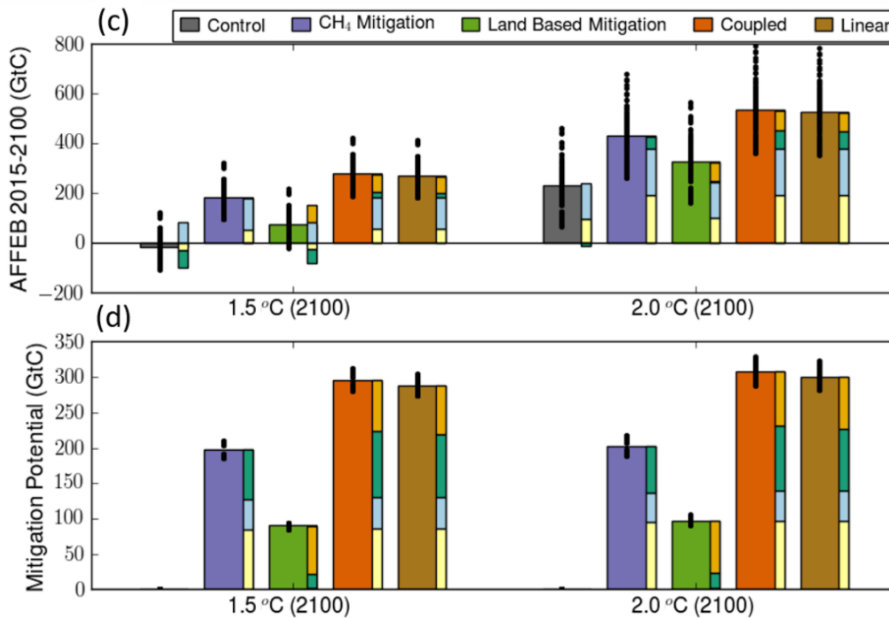 (c)
Control CH₄ Mitigation Land Based Mitigation Coupled Linear
AFFEB 2015-2100 (GtC)
800
600
400
200
0
−200
1.5 °C (2100) 2.0 °C (2100)
(d)
Mitigation Potential (GtC)
350
300
250
200
150
100
50
0
1.5 °C (2100) 2.0 °C (2100)